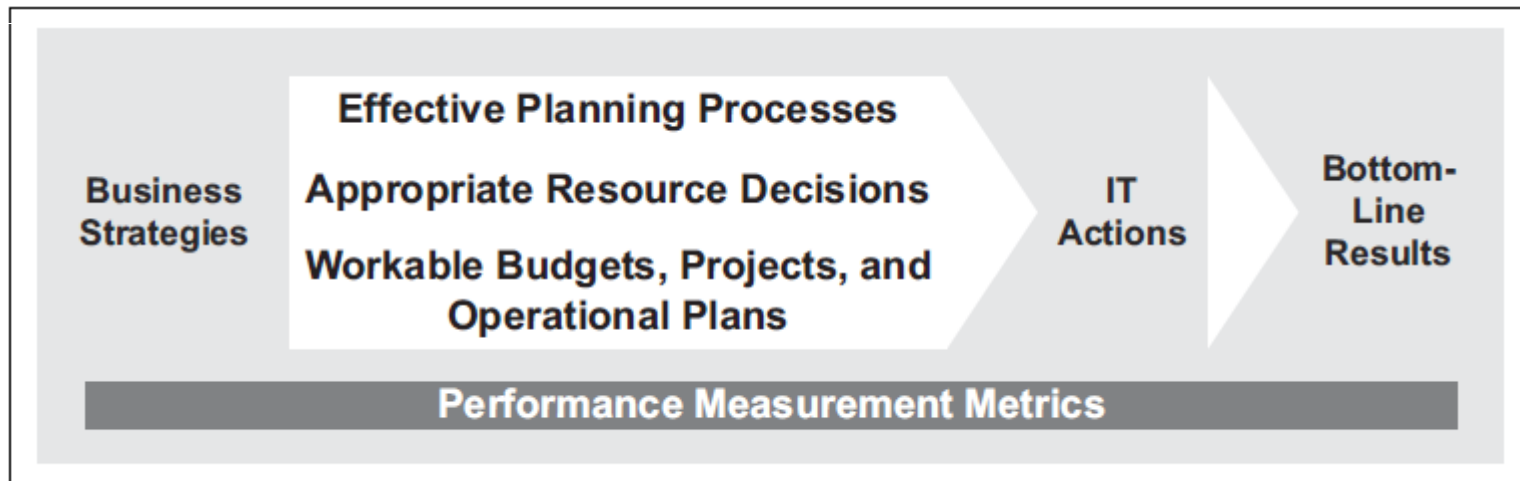 Business
Strategies
Effective Planning Processes
Appropriate Resource Decisions
Workable Budgets, Projects, and
Operational Plans
IT
Actions
Bottom-
Line
Results
Performance Measurement Metrics